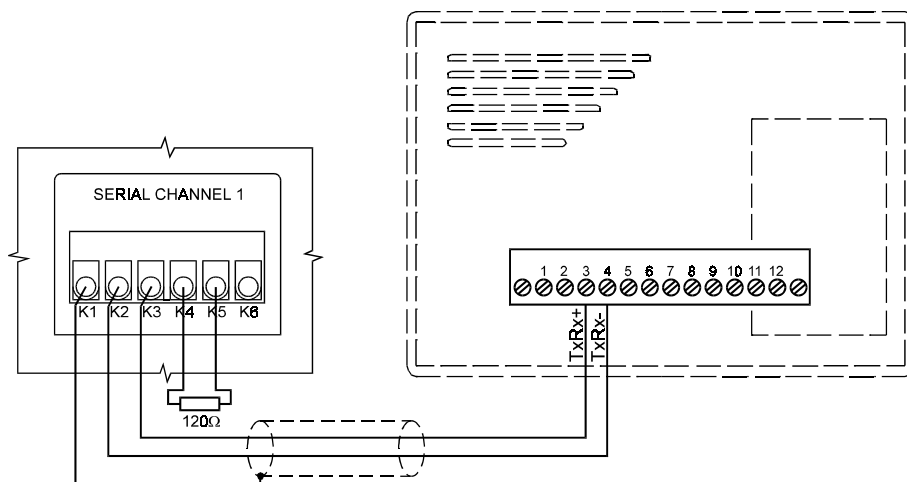 SERIAL CHANNEL 1
K1 K2 K3 K4 K5 K6
120Ω
1 2 3 4 5 6 7 8 9 10 11 12
TxRx+
TxRx-